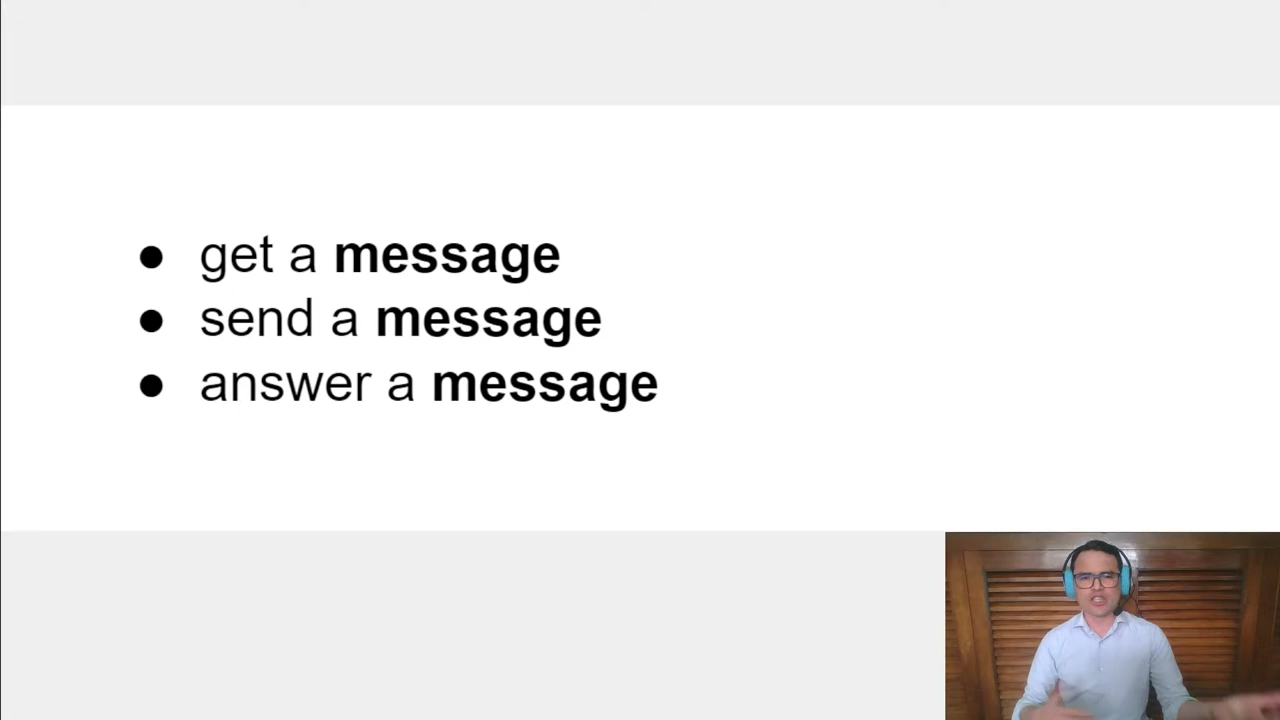 ● get a message
● send a message
● answer a message